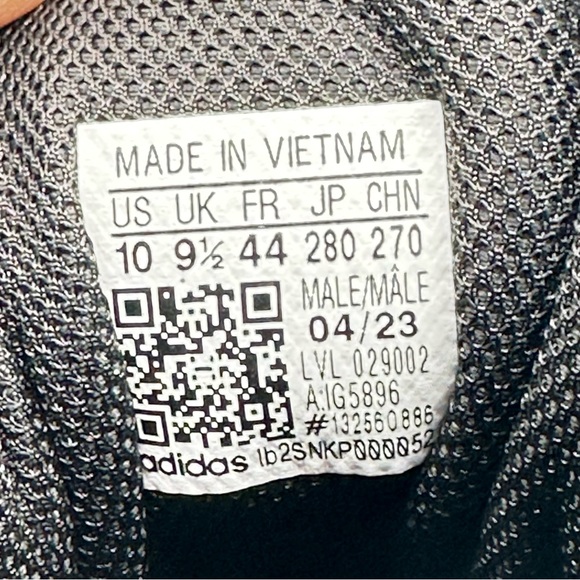 MADE IN VIETNAM
US UK FR JP CHN
10 9½ 44 280 270
MALE/MÂLE
04/23
LVL 029002
A:IG5896
#132560886
adidas lb2SNKP000052